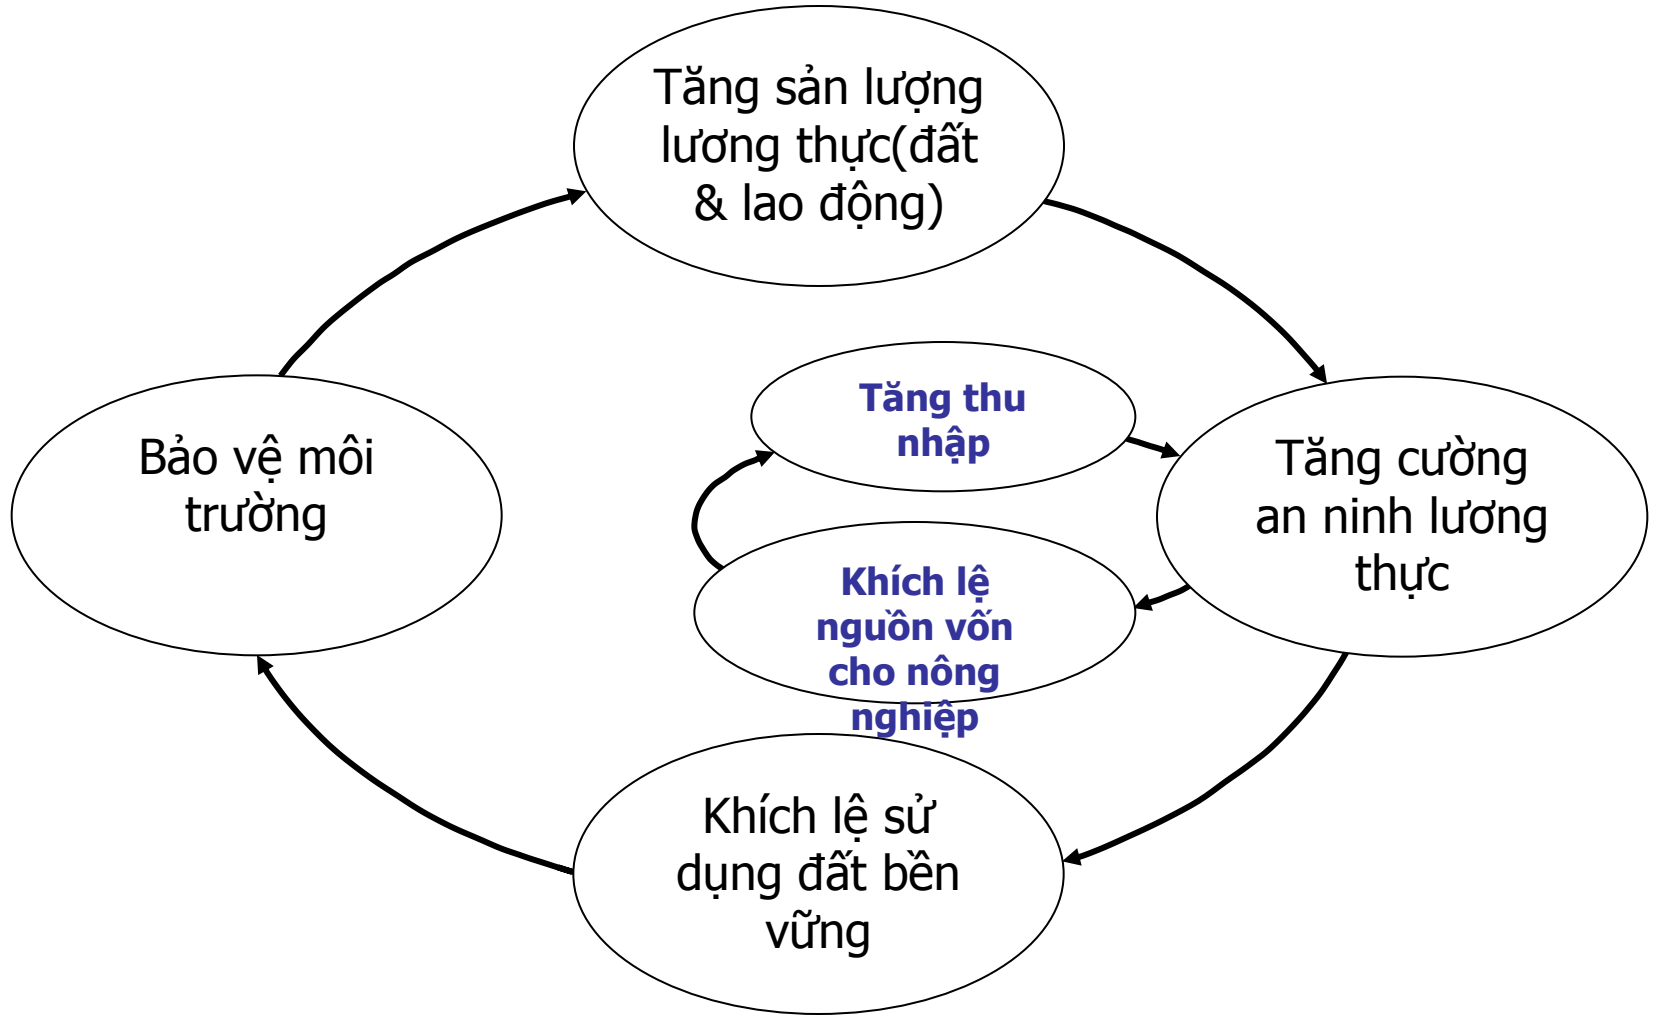 Tăng sản lượng
lương thực(đất
& lao động)
Tăng thu
nhập
Bảo vệ môi
trường
Tăng cường
an ninh lương
thực
Khích lệ
nguồn vốn
cho nông
nghiệp
Khích lệ sử
dụng đất bền
vững